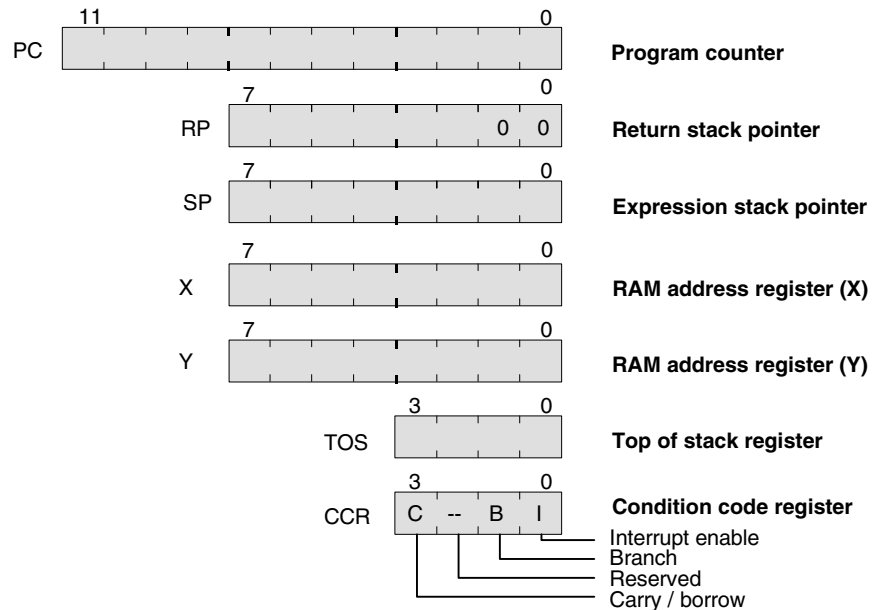 11 0
PC Program counter
7 0
RP 0 0 Return stack pointer
7 0
SP Expression stack pointer
7 0
X RAM address register (X)
7 0
Y RAM address register (Y)
3 0
TOS Top of stack register
3 0
CCR C -- B I Condition code register
Interrupt enable
Branch
Reserved
Carry / borrow